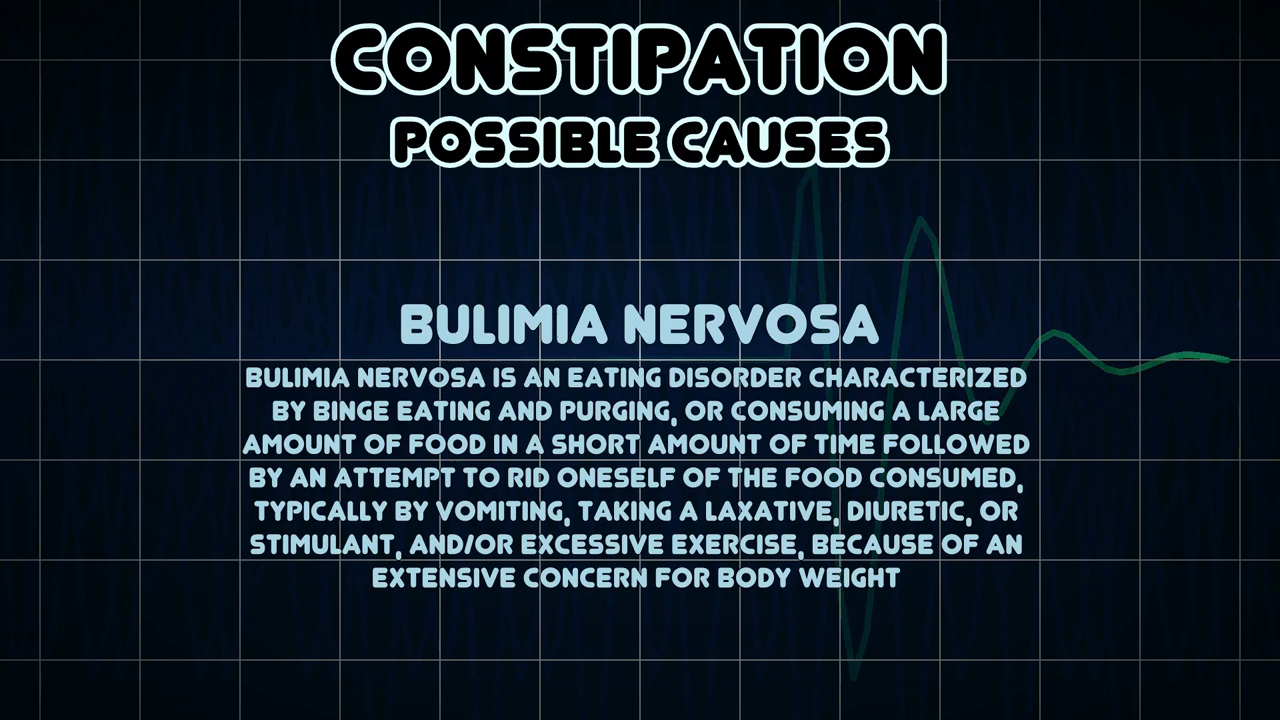 CONSTIPATION
POSSIBLE CAUSES
BULIMIA NERVOSA
BULIMIA NERVOSA IS AN EATING DISORDER CHARACTERIZED
BY BINGE EATING AND PURGING, OR CONSUMING A LARGE
AMOUNT OF FOOD IN A SHORT AMOUNT OF TIME FOLLOWED
BY AN ATTEMPT TO RID ONESELF OF THE FOOD CONSUMED,
TYPICALLY BY VOMITING, TAKING A LAXATIVE, DIURETIC, OR
STIMULANT, AND/OR EXCESSIVE EXERCISE, BECAUSE OF AN
EXTENSIVE CONCERN FOR BODY WEIGHT